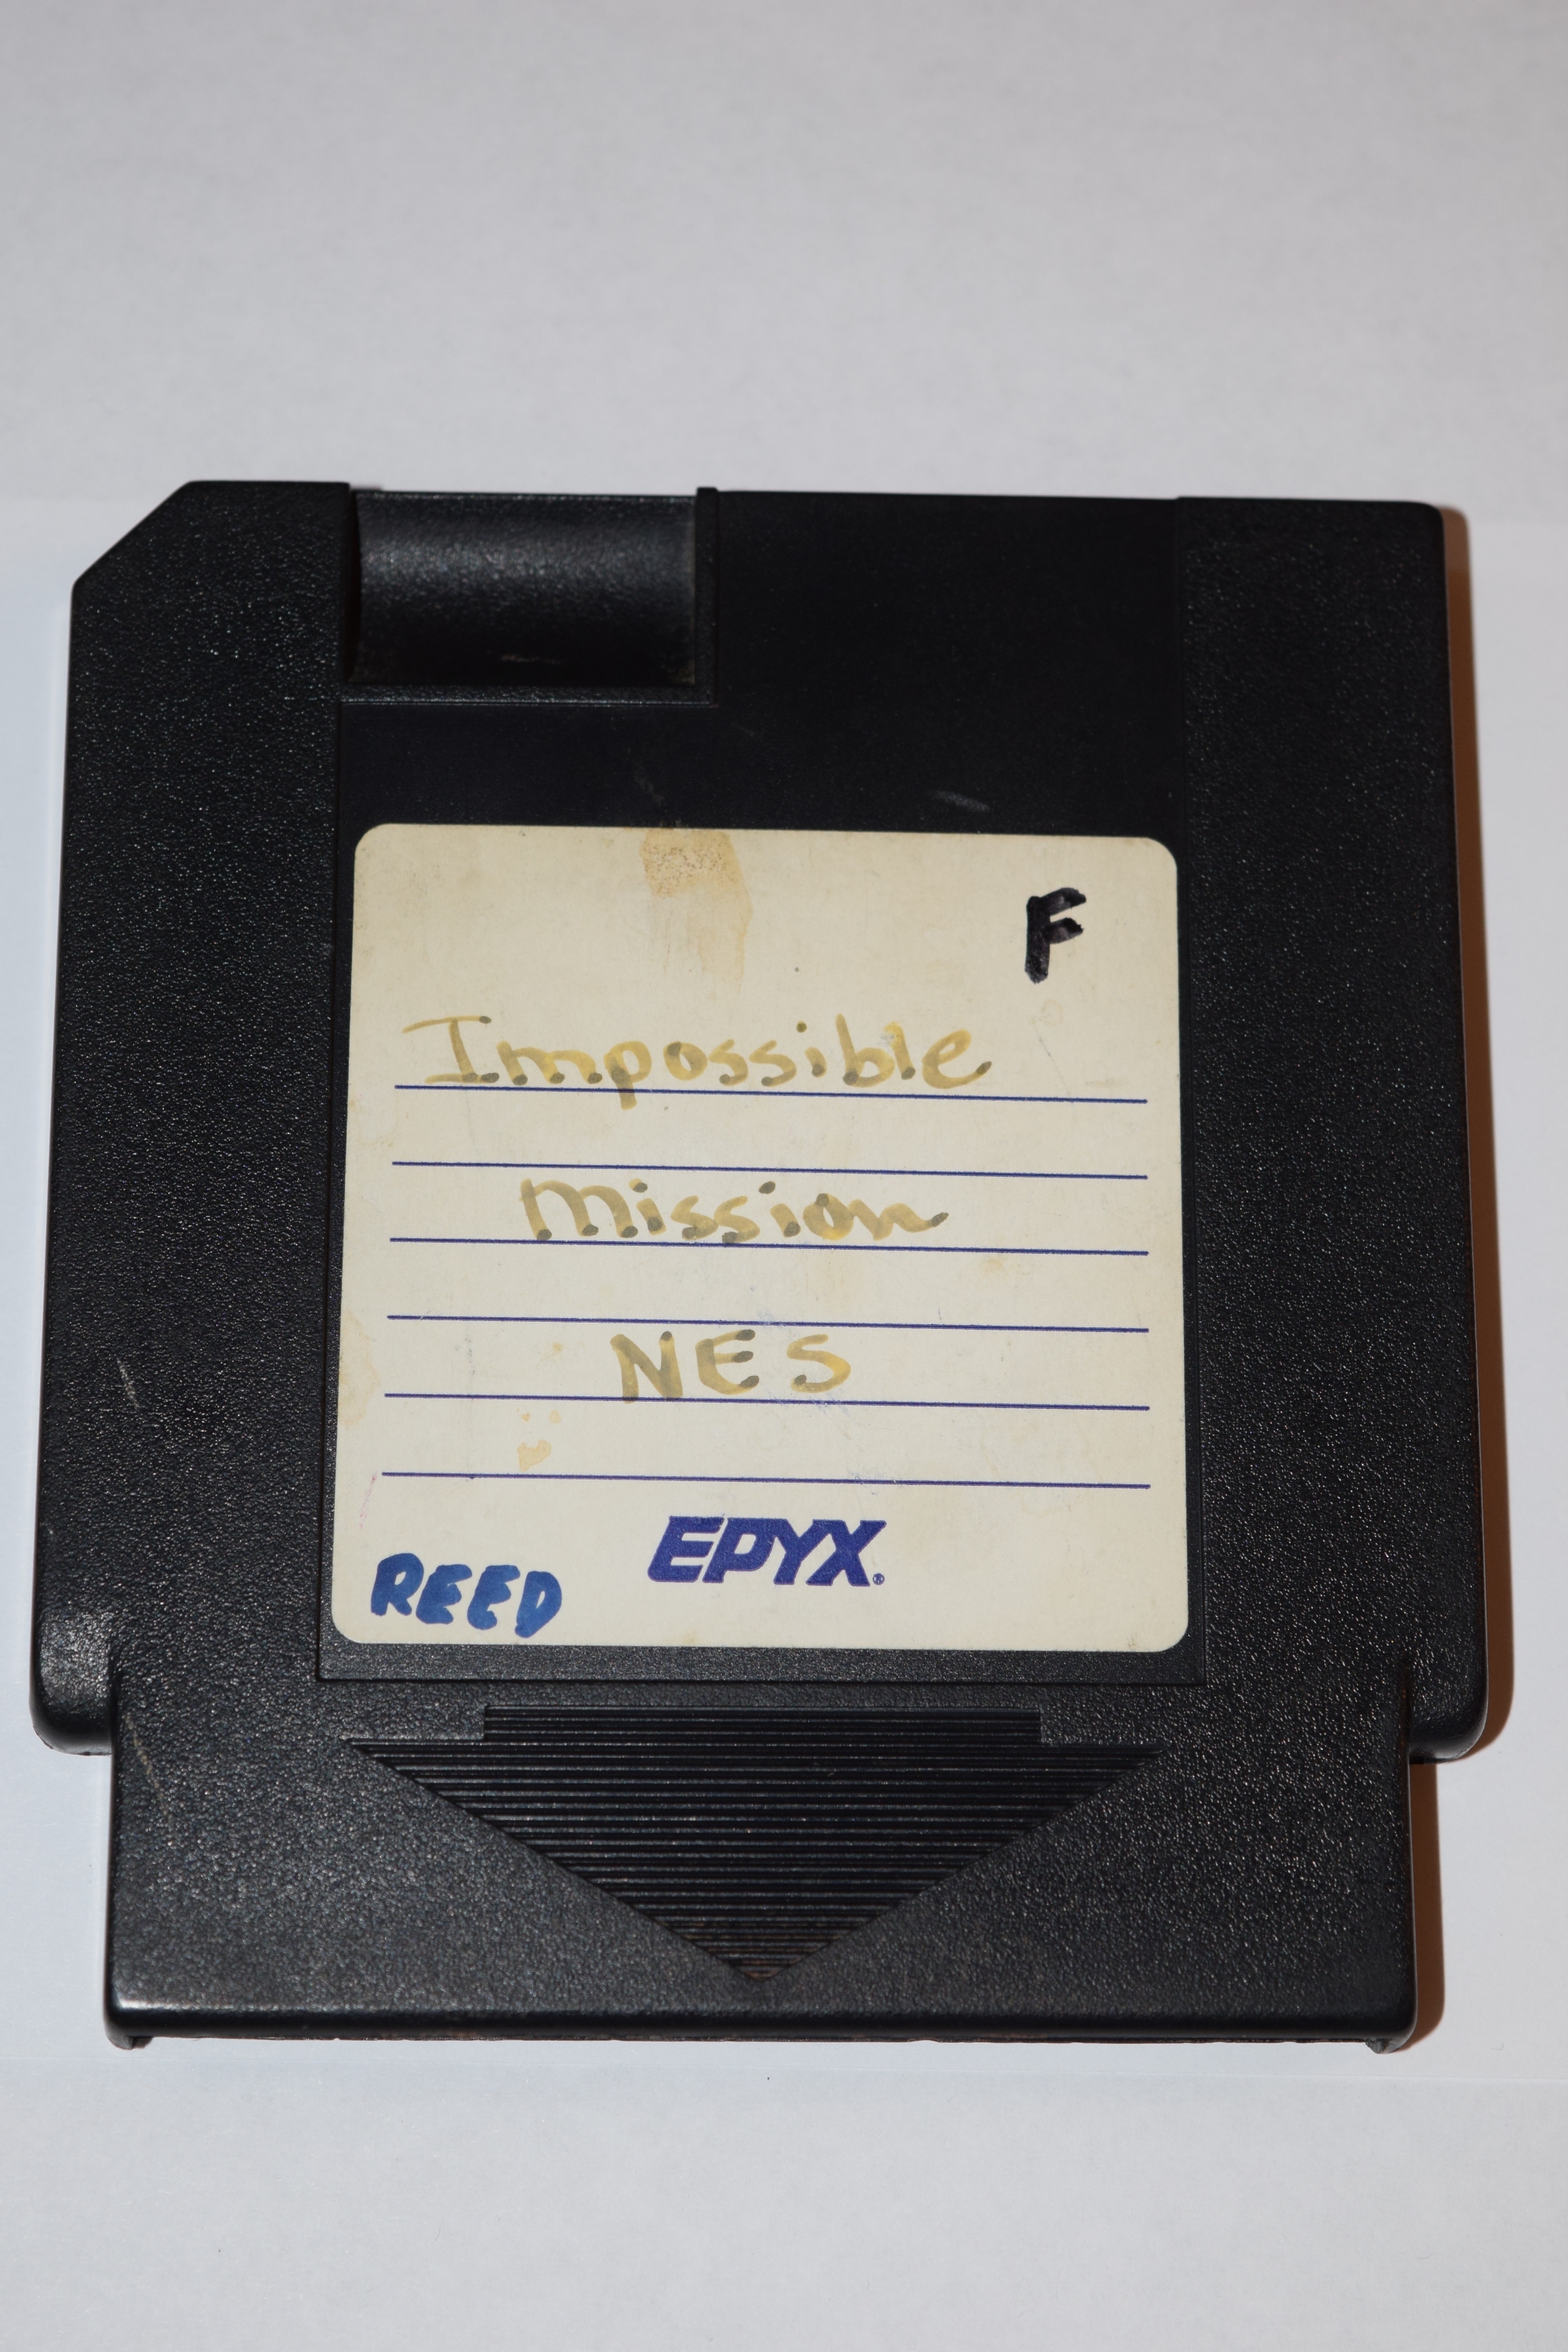 F
Impossible
Mission
NES
EPYX®
REED